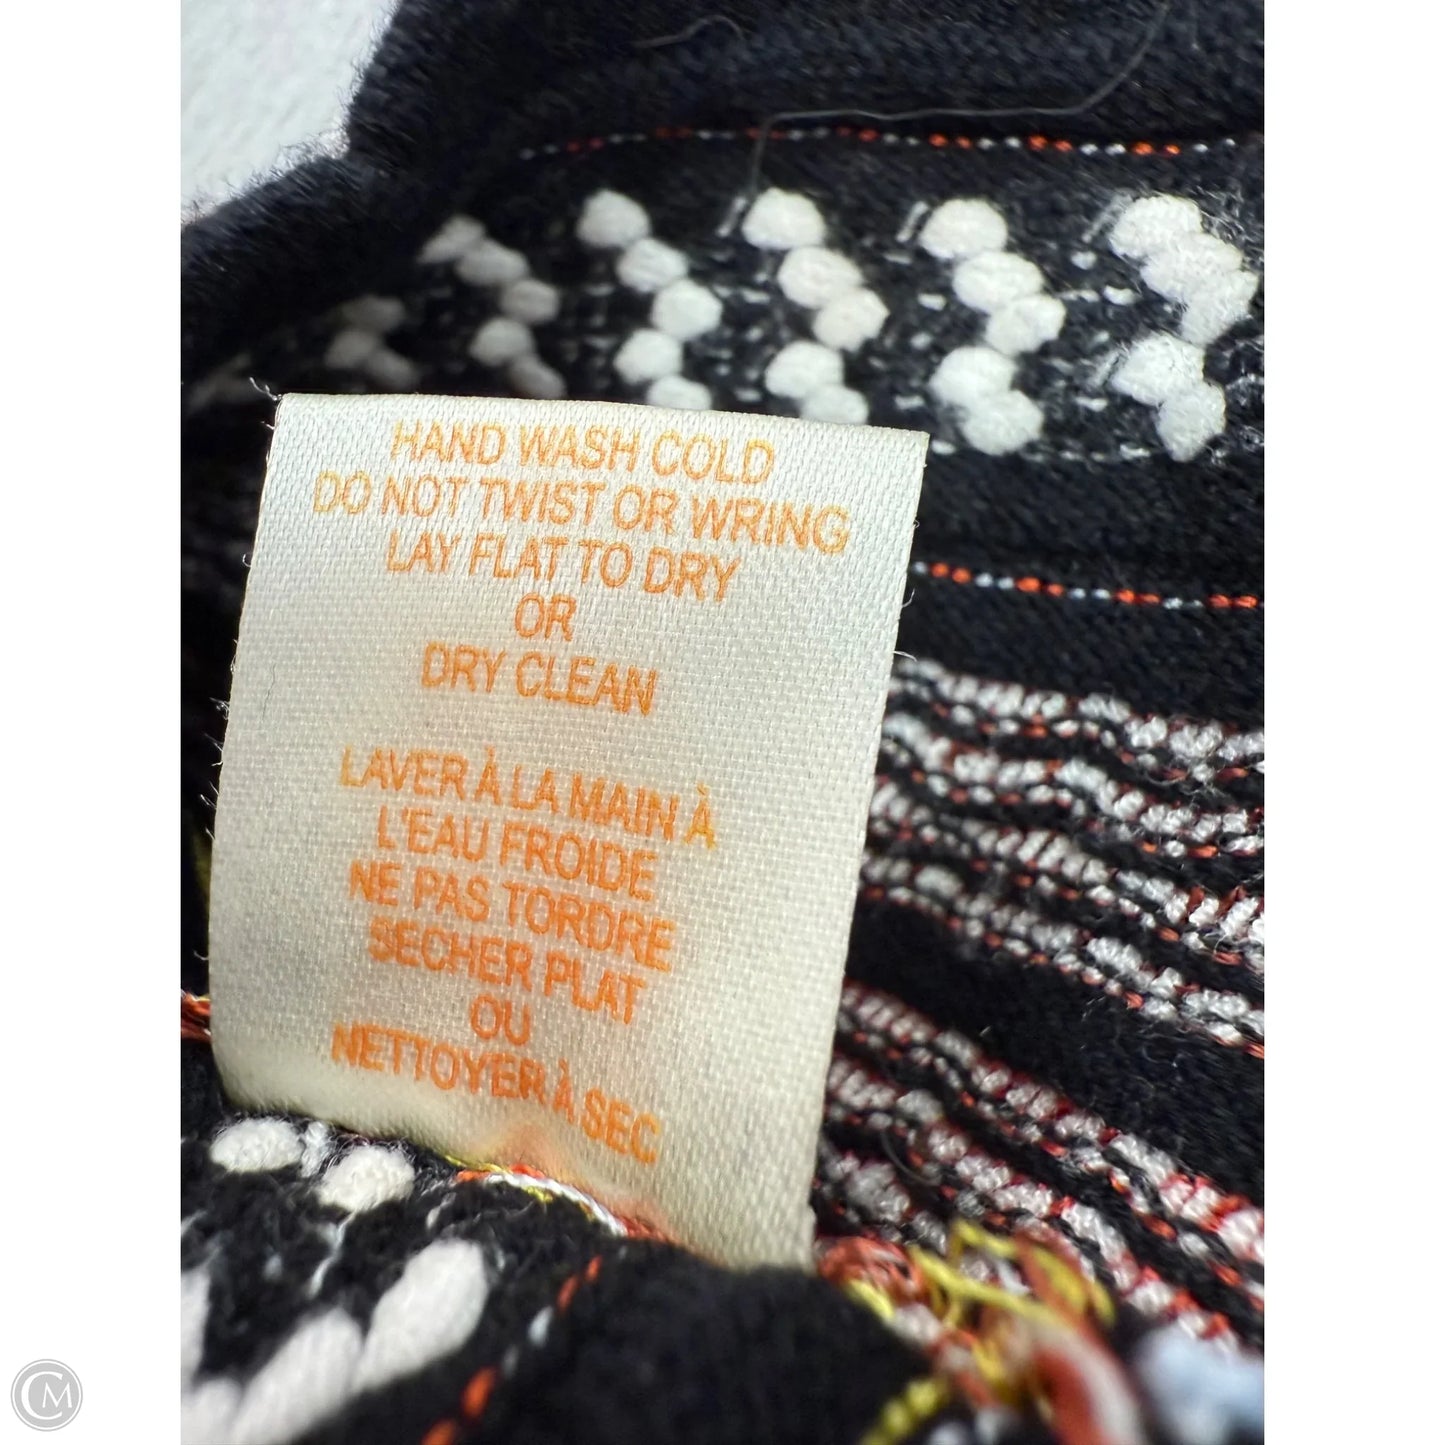 HAND WASH COLD
DO NOT TWIST OR WRING
LAY FLAT TO DRY
OR
DRY CLEAN
LAVER À LA MAIN À
L'EAU FROIDE
NE PAS TORDRE
SECHER PLAT
OU
NETTOYER À SEC
CM